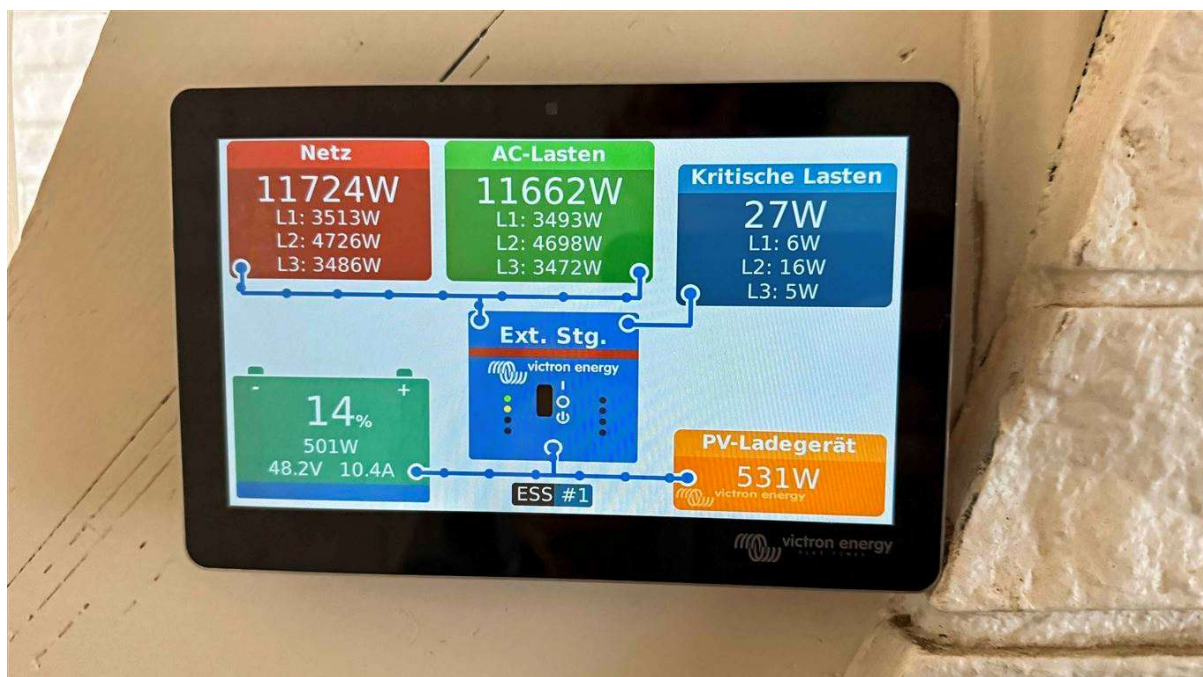 Netz
11724W
L1: 3513W
L2: 4726W
L3: 3486W
AC-Lasten
11662W
L1: 3493W
L2: 4698W
L3: 3472W
Kritische Lasten
27W
L1: 6W
L2: 16W
L3: 5W
Ext. Stg.
victron energy
- +
14%
501W
48.2V 10.4A
ESS #1
PV-Ladegerät
531W
victron energy
victron energy
BLUE POWER